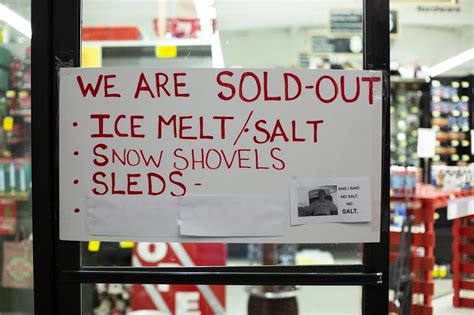 WE ARE SOLD-OUT
· ICE MELT/SALT
· SNOW SHOVELS
· SLEDS -
·
AND I SAID
NO SALT.
NO
SALT.